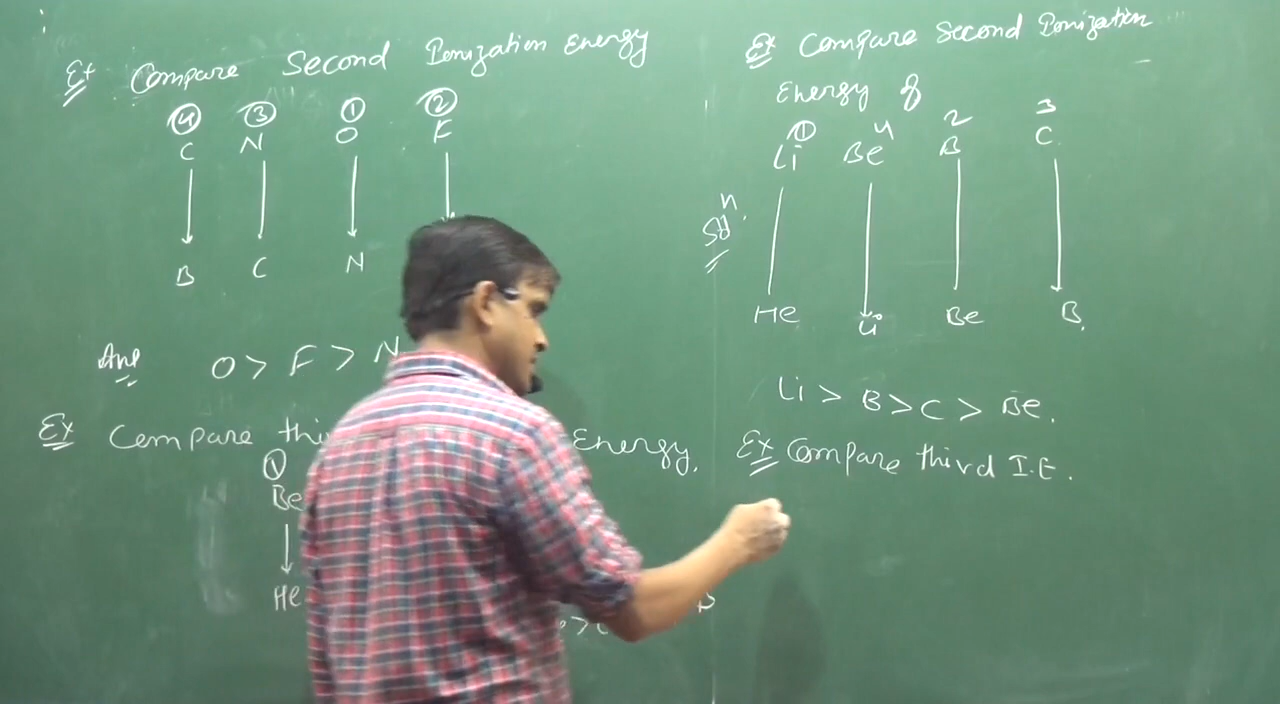 Ex Compare Second Ionization Energy
④ ③ ① ②
C N O F
B C N
Ans O > F > N
Ex Compare thi Energy.
①
Be
He
Ex Compare Second Ionization
Energy of
① 4 2 3
Li Be B C
Sol n.
He Li Be B.
Li > B > C > Be.
Ex Compare third I.E.